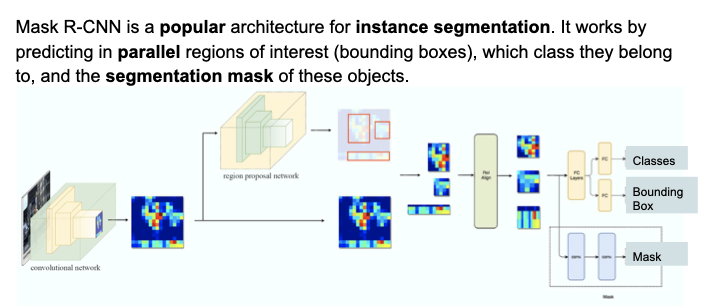 Mask R-CNN is a popular architecture for instance segmentation. It works by
predicting in parallel regions of interest (bounding boxes), which class they belong
to, and the segmentation mask of these objects.
region proposal network
convolutional network
Align
FC
Layers
FC
FC
Classes
Bounding
Box
Mask
Mask